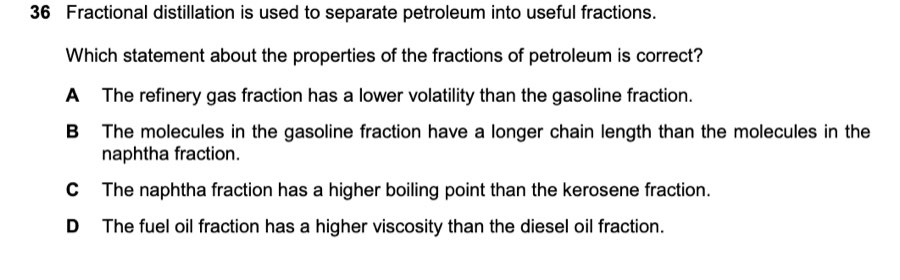 36 Fractional distillation is used to separate petroleum into useful fractions.
Which statement about the properties of the fractions of petroleum is correct?
A The refinery gas fraction has a lower volatility than the gasoline fraction.
B The molecules in the gasoline fraction have a longer chain length than the molecules in the
naphtha fraction.
C The naphtha fraction has a higher boiling point than the kerosene fraction.
D The fuel oil fraction has a higher viscosity than the diesel oil fraction.